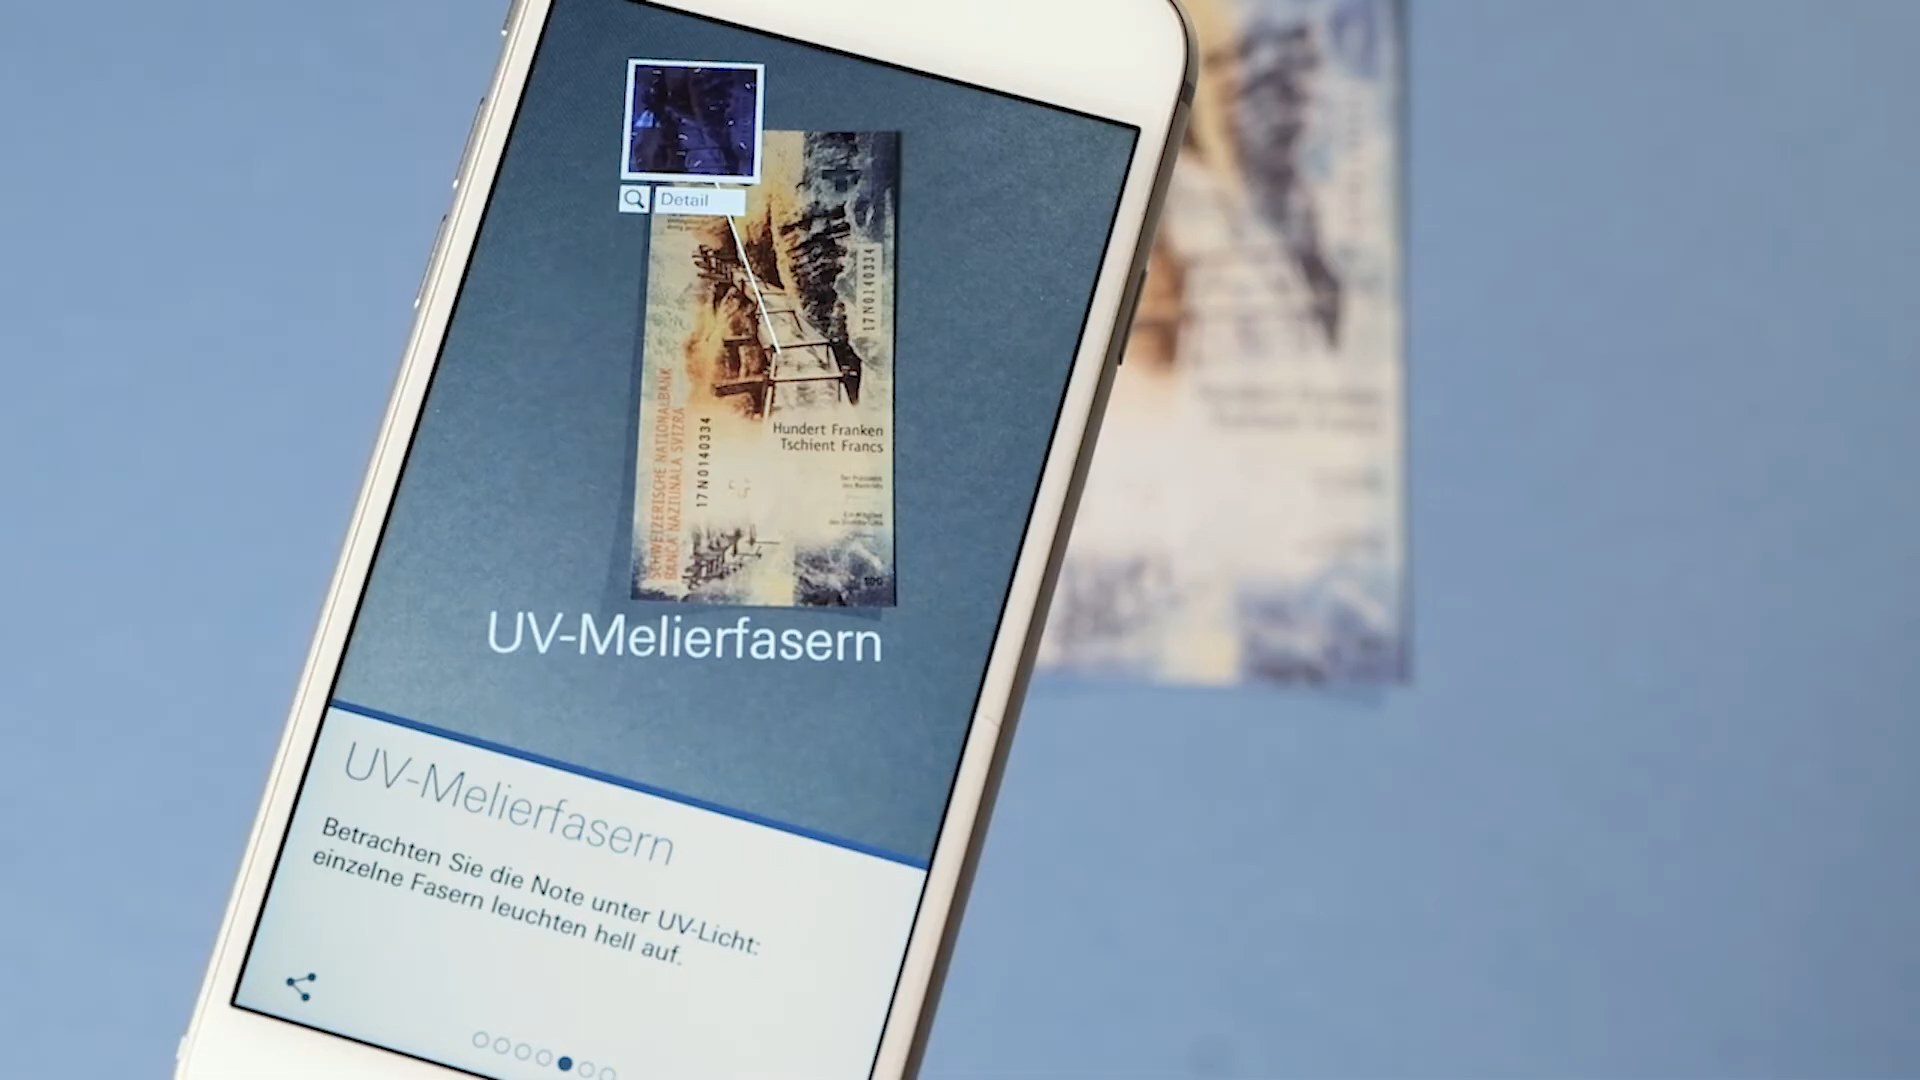 Detail
17N0140334
SCHWEIZERISCHE NATIONALBANK
BANCA NAZIUNALA SVIZRA
17N0140334
Hundert Franken
Tschient Francs
100
UV-Melierfasern
UV-Melierfasern
Betrachten Sie die Note unter UV-Licht:
einzelne Fasern leuchten hell auf.